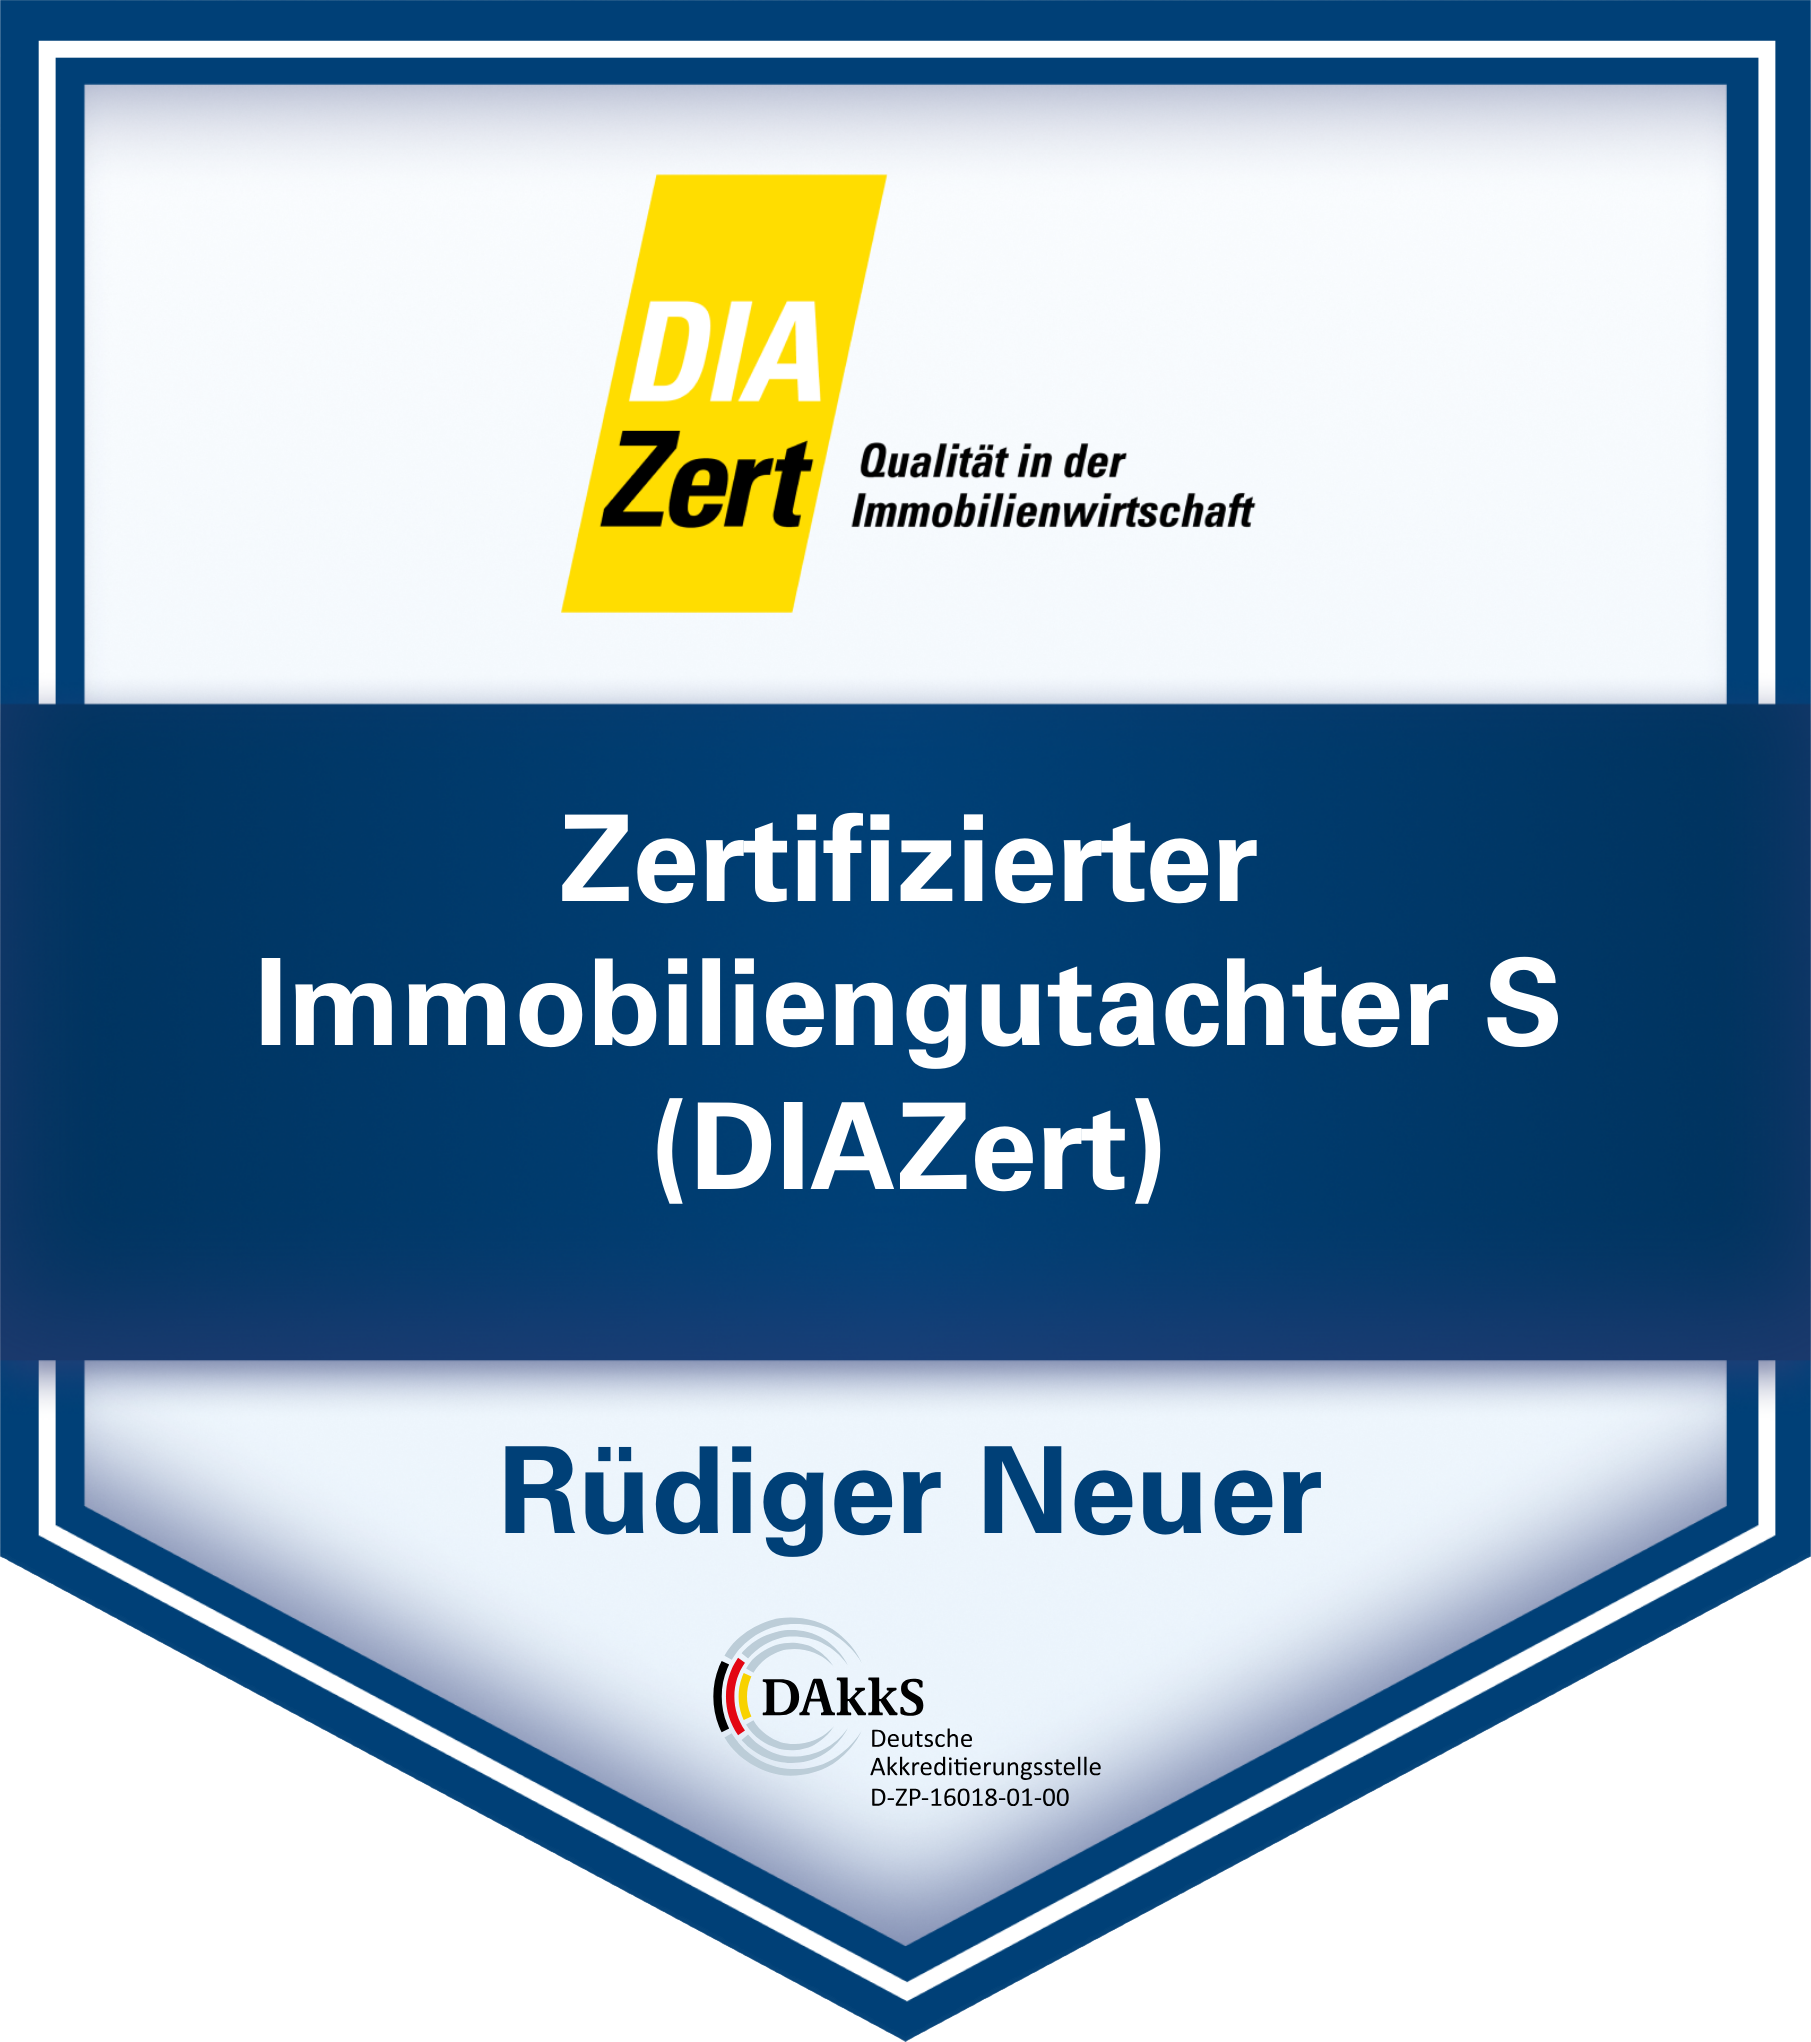 DIA
Zert
Qualität in der
Immobilienwirtschaft
Zertifizierter
Immobiliengutachter S
(DIAZert)
Rüdiger Neuer
DAkkS
Deutsche
Akkreditierungsstelle
D-ZP-16018-01-00